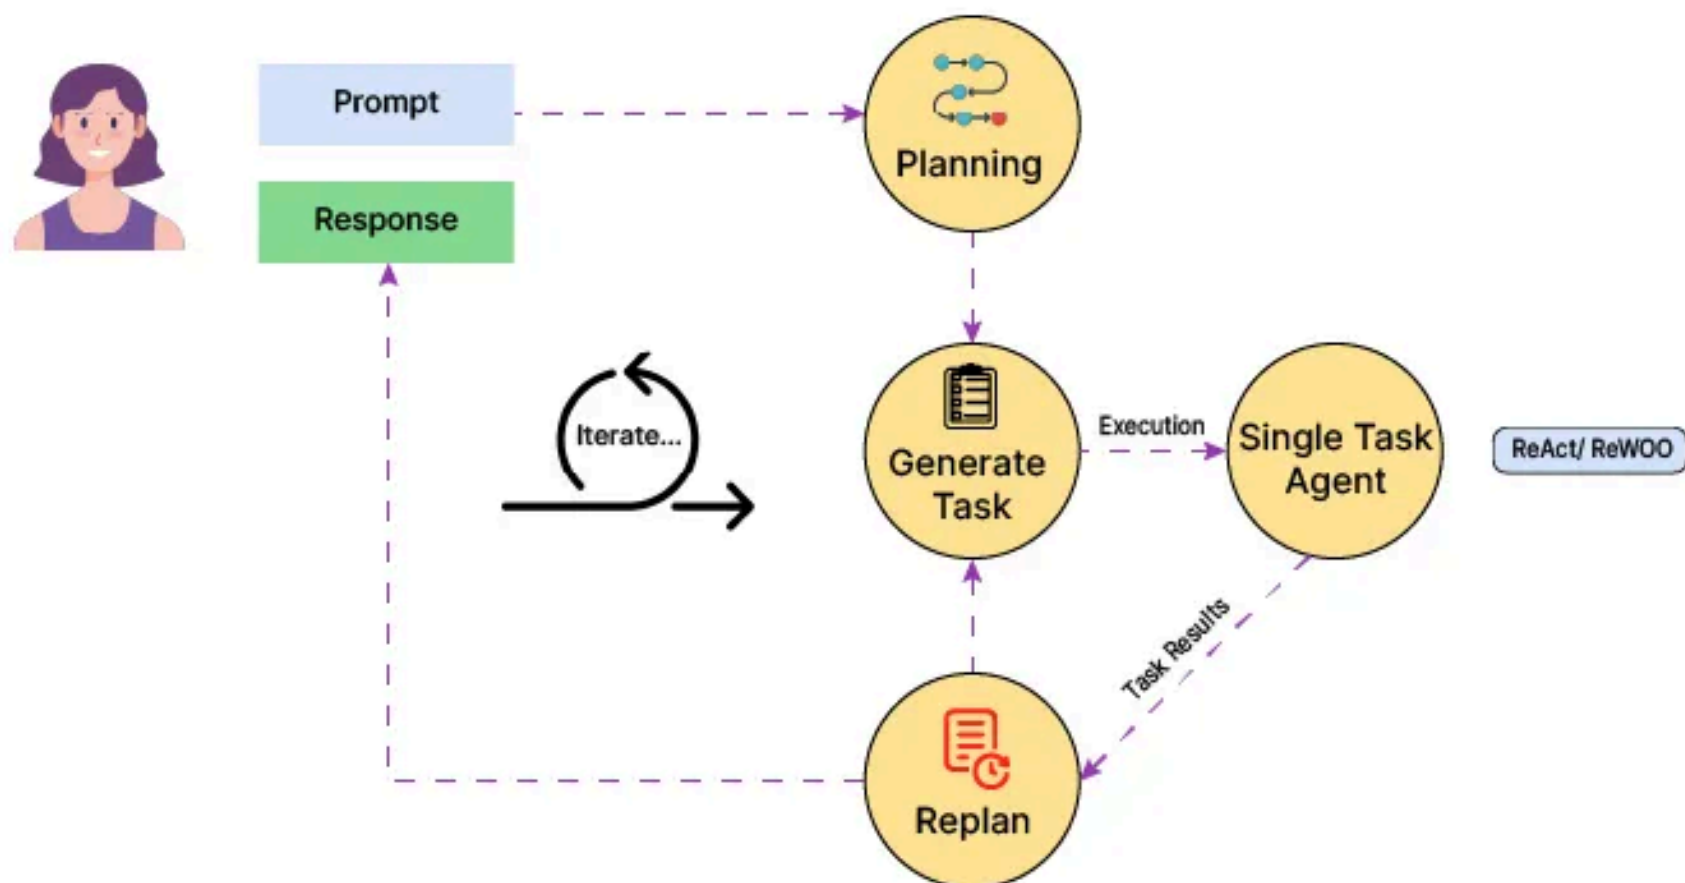 Prompt
Planning
Response
Iterate...
Generate
Task
Execution
Single Task
Agent
ReAct/ ReWOO
Task Results
Replan